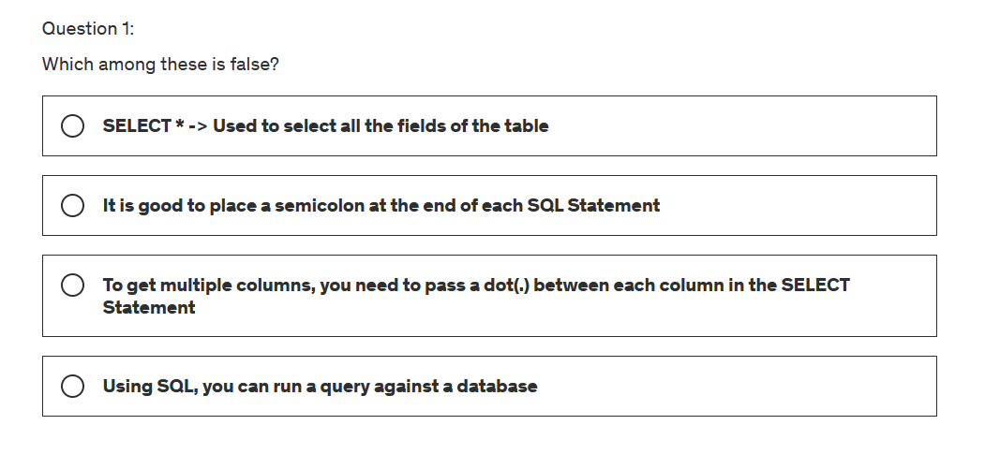 Question 1:
Which among these is false?
SELECT * -> Used to select all the fields of the table
It is good to place a semicolon at the end of each SQL Statement
To get multiple columns, you need to pass a dot(.) between each column in the SELECT
Statement
Using SQL, you can run a query against a database